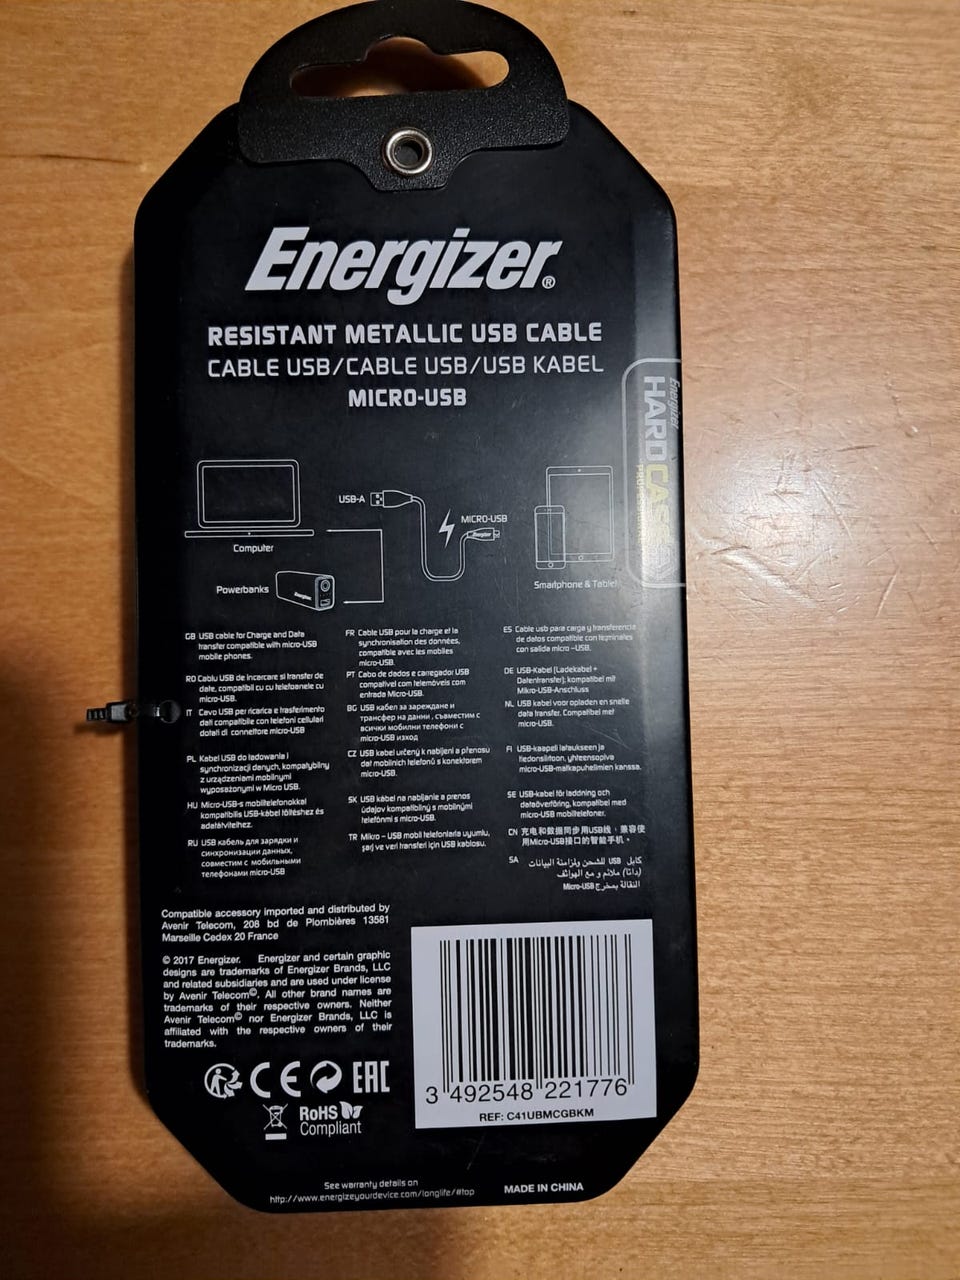 Energizer®
RESISTANT METALLIC USB CABLE
CABLE USB/CABLE USB/USB KABEL
MICRO-USB
Energizer
HARDCASE
USB-A
MICRO-USB
Energizer
Computer
Powerbanks
Energizer
Smartphone & Tablet
GB USB cable for Charge and Data
transfer compatible with micro-USB
mobile phones.
RO Cablu USB de incarcare si transfer de
date, compatibil cu cu telefoanele cu
micro-USB.
IT Cavo USB per ricarica e trasferimento
dati compatibile con telefoni cellulari
dotati di connettore micro-USB
PL Kabel USB do ładowania i
synchronizacji danych, kompatybilny
z urządzeniami mobilnymi
wyposażonymi w Micro USB.
HU Micro-USB-s mobiltelefonokkal
kompatibilis USB-kábel töltéshez és
adatátvitelhez.
RU USB кабель для зарядки и
синхронизации данных,
совместим с мобильными
телефонами micro-USB
FR Cable USB pour la charge et la
synchronisation des données,
compatible avec les mobiles
micro-USB.
PT Cabo de dados e carregador USB
compatível com telemóveis com
entrada Micro-USB.
BG USB кабел за зареждане и
трансфер на данни , съвместим с
всички мобилни телефони с
micro-USB изход
CZ USB kabel určený k nabíjení a přenosu
dat mobilních telefonů s konektorem
micro-USB.
SK USB kábel na nabíjanie a prenos
údajov kompatibilný s mobilnými
telefónmi s micro-USB.
TR Mikro – USB mobil telefonlarla uyumlu,
şarj ve veri transferi için USB kablosu.
ES Cable usb para carga y transferencia
de datos compatible con terminales
con salida micro -USB.
DE USB-Kabel (Ladekabel +
Datentransfer); kompatibel mit
Mikro-USB-Anschluss
NL USB kabel voor opladen en snelle
data transfer. Compatibel met
micro-USB.
FI USB-kaapeli lataukseen ja
tiedonsiirtoon, yhteensopiva
micro-USB-matkapuhelimien kanssa.
SE USB-kabel för laddning och
dataöverföring, kompatibel med
micro-USB mobiltelefoner.
CN 充电和数据同步用USB线，兼容使
用Micro-USB接口的智能手机。
SA كابل USB للشحن ولزامنة البيانات
(داتا) ملائم و مع الهواتف
النقالة بمخرج Micro-USB
Compatible accessory imported and distributed by
Avenir Telecom, 208 bd de Plombières 13581
Marseille Cedex 20 France
© 2017 Energizer. Energizer and certain graphic
designs are trademarks of Energizer Brands, LLC
and related subsidiaries and are used under license
by Avenir Telecom©. All other brand names are
trademarks of their respective owners. Neither
Avenir Telecom© nor Energizer Brands, LLC is
affiliated with the respective owners of their
trademarks.
CE
EAC
RoHS
Compliant
3 492548 221776
REF: C41UBMCGBKM
See warranty details on
http://www.energizeyourdevice.com/longlife/#top
MADE IN CHINA